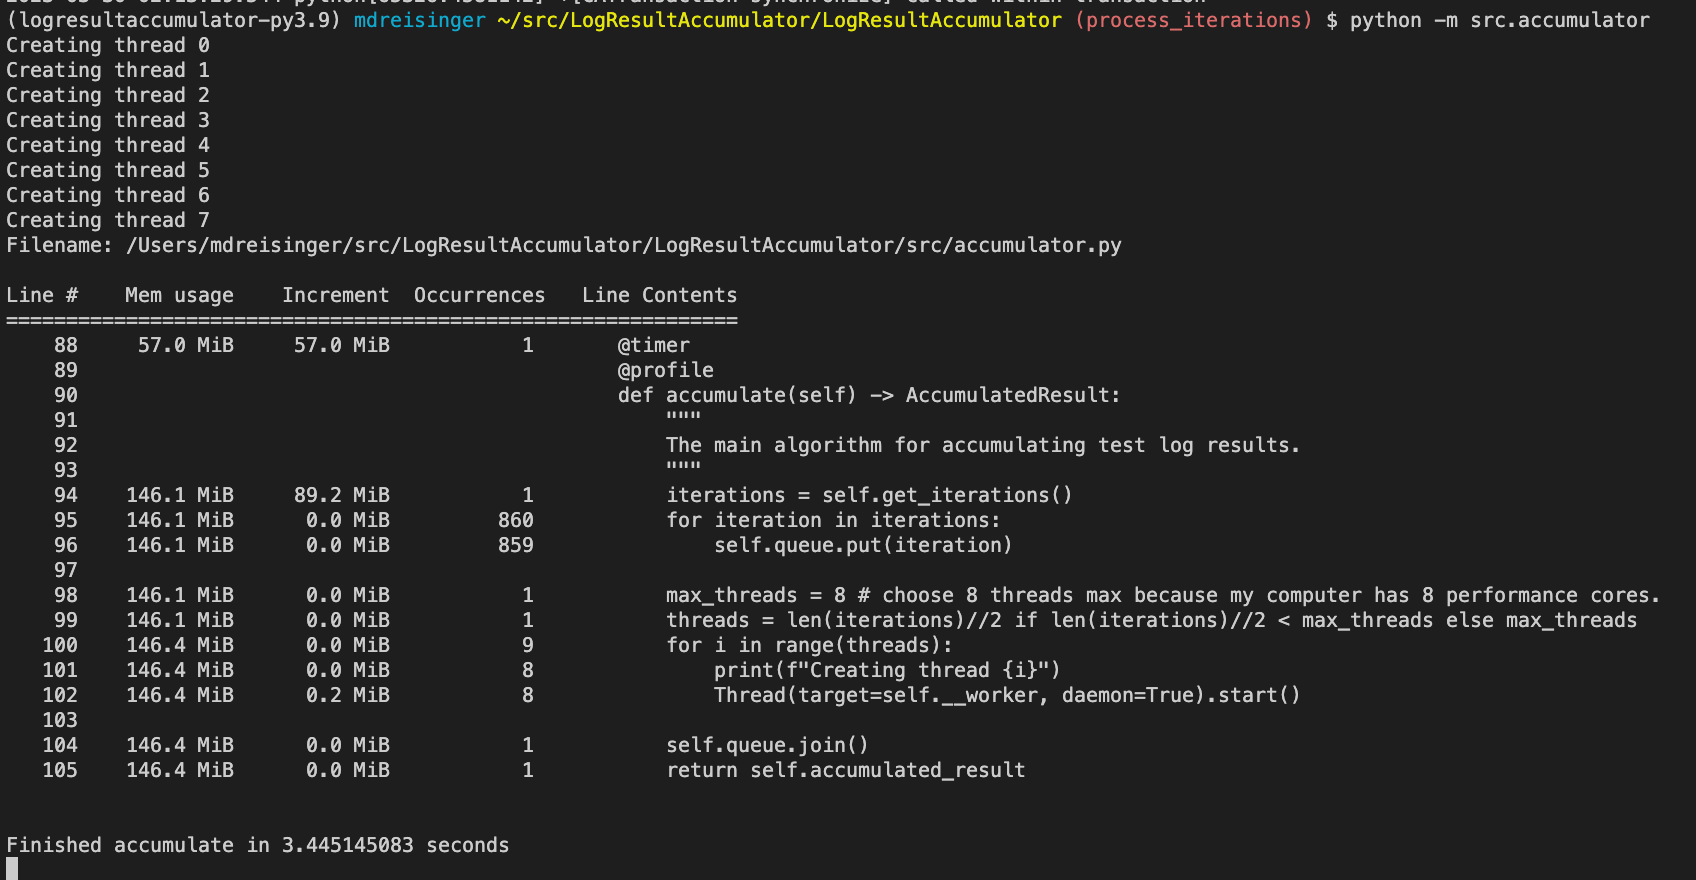 (logresultaccumulator-py3.9) mdreisinger ~/src/LogResultAccumulator/LogResultAccumulator (process_iterations) $ python -m src.accumulator
Creating thread 0
Creating thread 1
Creating thread 2
Creating thread 3
Creating thread 4
Creating thread 5
Creating thread 6
Creating thread 7
Filename: /Users/mdreisinger/src/LogResultAccumulator/LogResultAccumulator/src/accumulator.py

Line #    Mem usage    Increment  Occurrences   Line Contents
=============================================================
    88     57.0 MiB     57.0 MiB           1       @timer
    89                                             @profile
    90                                             def accumulate(self) -> AccumulatedResult:
    91                                                 """
    92                                                 The main algorithm for accumulating test log results.
    93                                                 """
    94    146.1 MiB     89.2 MiB           1           iterations = self.get_iterations()
    95    146.1 MiB      0.0 MiB         860           for iteration in iterations:
    96    146.1 MiB      0.0 MiB         859               self.queue.put(iteration)
    97
    98    146.1 MiB      0.0 MiB           1           max_threads = 8 # choose 8 threads max because my computer has 8 performance cores.
    99    146.1 MiB      0.0 MiB           1           threads = len(iterations)//2 if len(iterations)//2 < max_threads else max_threads
   100    146.4 MiB      0.0 MiB           9           for i in range(threads):
   101    146.4 MiB      0.0 MiB           8               print(f"Creating thread {i}")
   102    146.4 MiB      0.2 MiB           8               Thread(target=self.__worker, daemon=True).start()
   103
   104    146.4 MiB      0.0 MiB           1           self.queue.join()
   105    146.4 MiB      0.0 MiB           1           return self.accumulated_result

Finished accumulate in 3.445145083 seconds